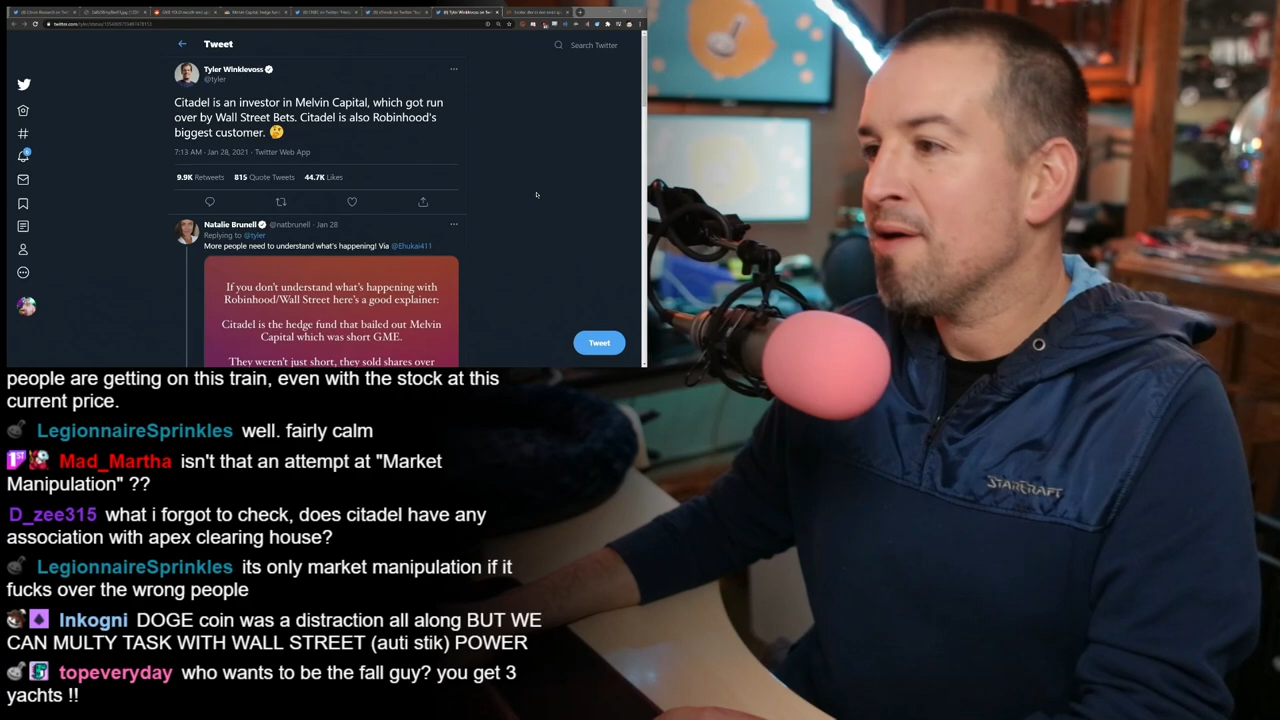 twitter.com/tyler/status/
Tweet
Search Twitter
Tyler Winklevoss
@tyler
Citadel is an investor in Melvin Capital, which got run
over by Wall Street Bets. Citadel is also Robinhood's
biggest customer. 🤔
7:13 AM · Jan 28, 2021 · Twitter Web App
9.9K Retweets 815 Quote Tweets 44.7K Likes
Natalie Brunell @natbrunell · Jan 28
Replying to @tyler
More people need to understand what's happening! Via @Ehukai411
If you don't understand what's happening with
Robinhood/Wall Street here's a good explainer:
Citadel is the hedge fund that bailed out Melvin
Capital which was short GME.
They weren't just short, they sold shares over
Tweet
people are getting on this train, even with the stock at this
current price.
LegionnaireSprinkles well. fairly calm
Mad_Martha isn't that an attempt at "Market
Manipulation" ??
D_zee315 what i forgot to check, does citadel have any
association with apex clearing house?
LegionnaireSprinkles its only market manipulation if it
fucks over the wrong people
Inkogni DOGE coin was a distraction all along BUT WE
CAN MULTY TASK WITH WALL STREET (auti stik) POWER
topeveryday who wants to be the fall guy? you get 3
yachts !!
STARCRAFT